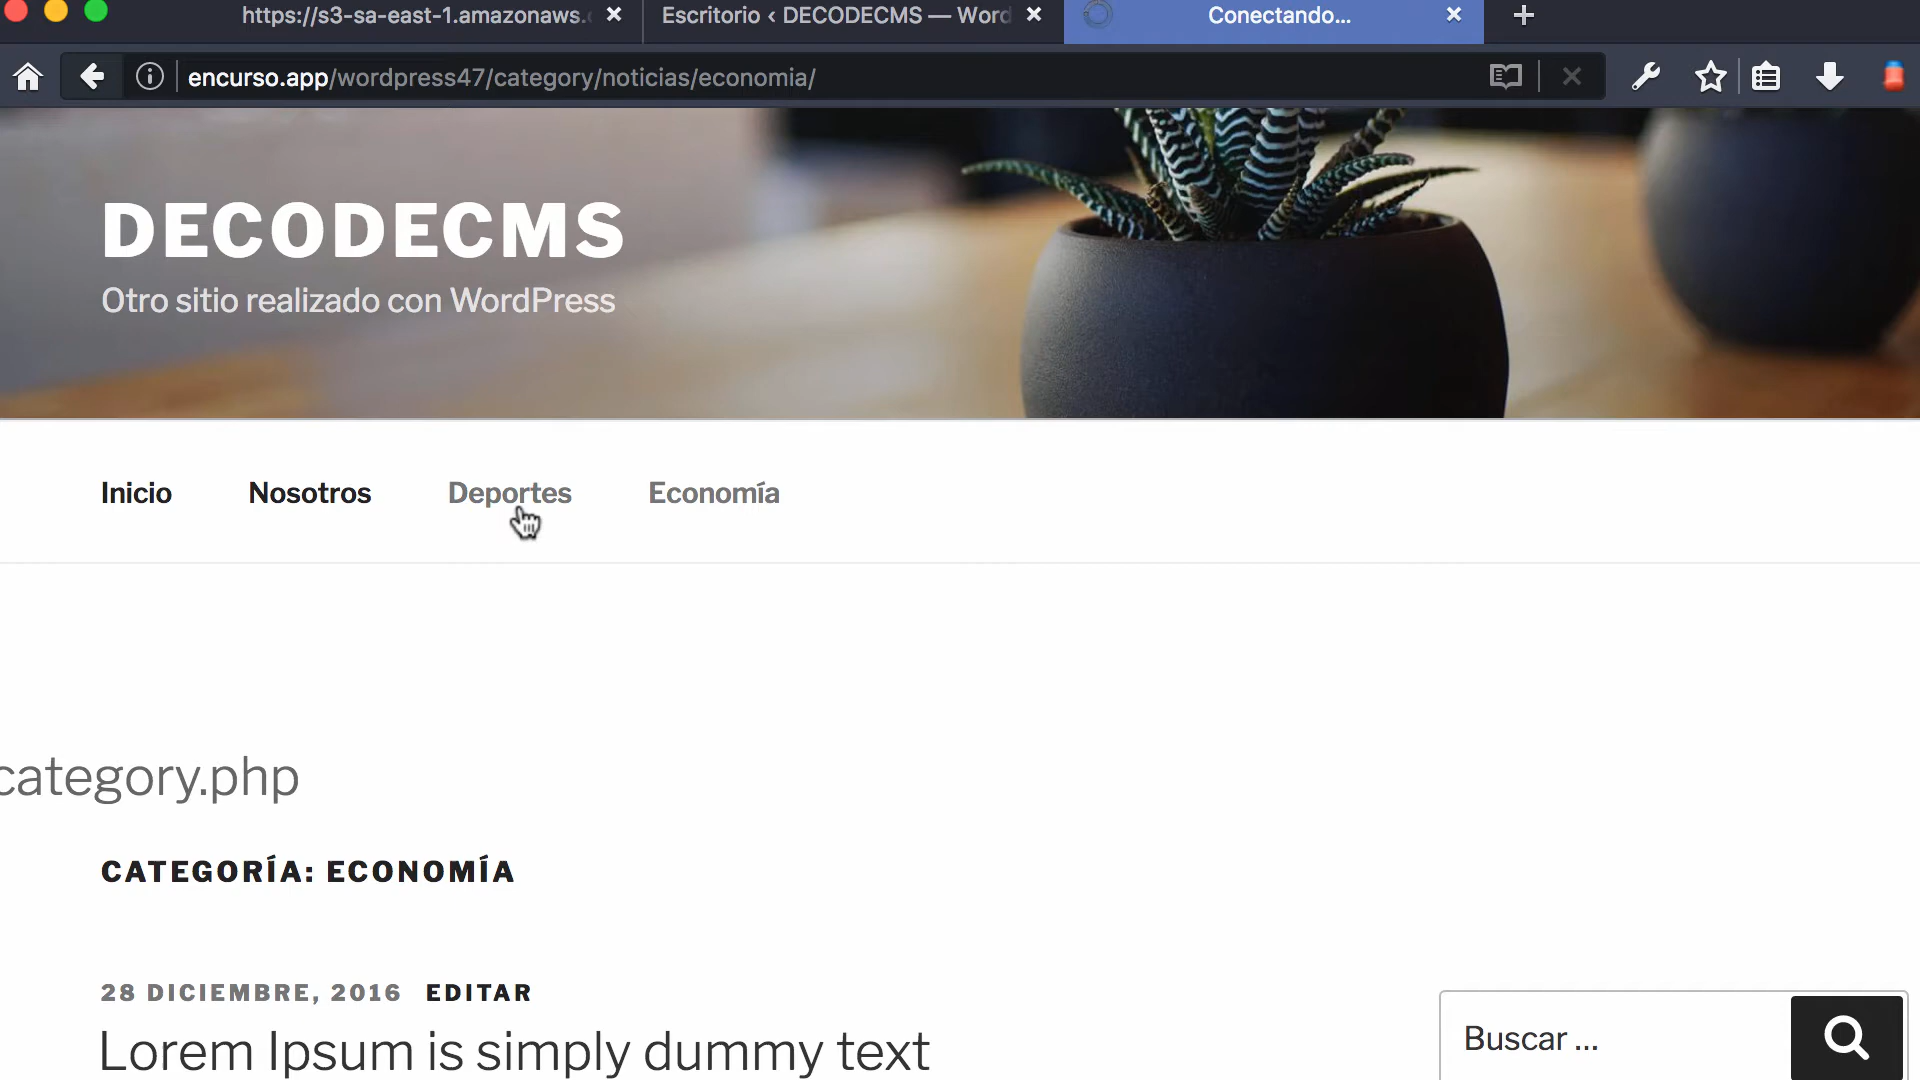 https://s3-sa-east-1.amazonaws.
Escritorio ‹ DECODECMS — Word
Conectando...
encurso.app/wordpress47/category/noticias/economia/
DECODECMS
Otro sitio realizado con WordPress
Inicio
Nosotros
Deportes
Economía
category.php
CATEGORÍA: ECONOMÍA
28 DICIEMBRE, 2016 EDITAR
Lorem Ipsum is simply dummy text
Buscar ...